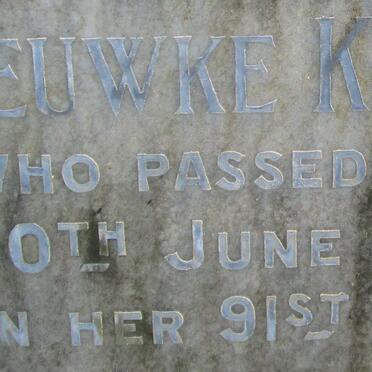 EUWKE K
WHO PASSED
0TH JUNE
N HER 91ST